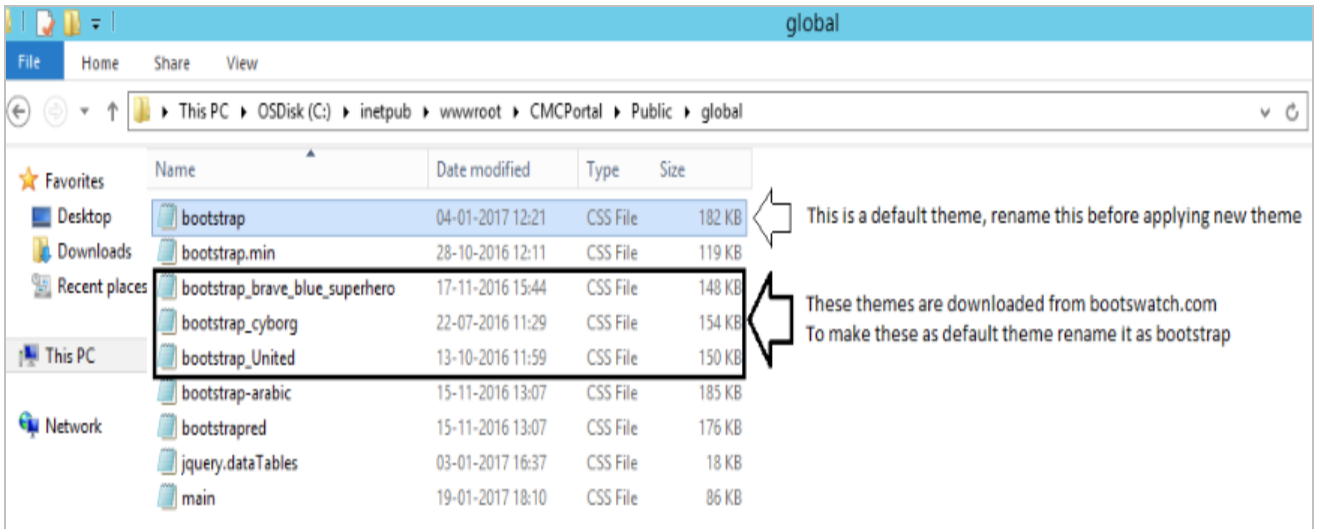 global
File Home Share View
This PC OSDisk (C:) inetpub wwwroot CMCPortal Public global
Name Date modified Type Size
Favorites
Desktop
Downloads
Recent places
This PC
Network
bootstrap 04-01-2017 12:21 CSS File 182 KB
bootstrap.min 28-10-2016 12:11 CSS File 119 KB
bootstrap_brave_blue_superhero 17-11-2016 15:44 CSS File 148 KB
bootstrap_cyborg 22-07-2016 11:29 CSS File 154 KB
bootstrap_United 13-10-2016 11:59 CSS File 150 KB
bootstrap-arabic 15-11-2016 13:07 CSS File 185 KB
bootstrapred 15-11-2016 13:07 CSS File 176 KB
jquery.dataTables 03-01-2017 16:37 CSS File 18 KB
main 19-01-2017 18:10 CSS File 86 KB
This is a default theme, rename this before applying new theme
These themes are downloaded from bootswatch.com
To make these as default theme rename it as bootstrap